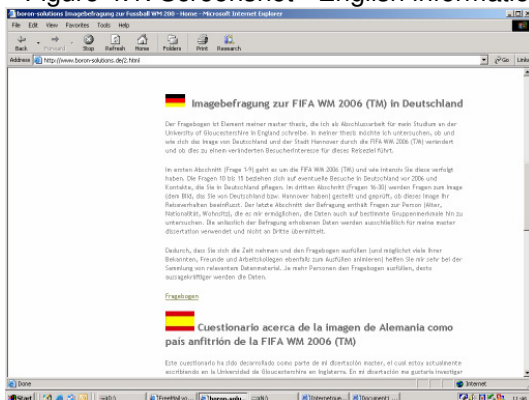 Figure 4.4: Screenshot - English Informatio
boron-solutions Imagebefragung zur Fussball WM 200 - Home - Microsoft Internet Explorer
File Edit View Favorites Tools Help
Back Forward Stop Refresh Home Folders Print Research
Address http://www.boron-solutions.de/2.html Go Links
Imagebefragung zur FIFA WM 2006 (TM) in Deutschland
Der Fragebogen ist Element meiner master thesis, die ich als Abschlussarbeit für mein Studium an der
University of Gloucestershire in England schreibe. In meiner thesis möchte ich untersuchen, ob und
wie sich das Image von Deutschland und der Stadt Hannover durch die FIFA WM 2006 (TM) verändert
und ob dies zu einem veränderten Besucherinteresse für dieses Reiseziel führt.
Im ersten Abschnitt (Frage 1-9) geht es um die FIFA WM 2006 (TM) und wie intensiv Sie diese verfolgt
haben. Die Fragen 10 bis 15 beziehen sich auf eventuelle Besuche in Deutschland vor 2006 und
Kontakte, die Sie in Deutschland pflegen. Im dritten Abschnitt (Fragen 16-30) werden Fragen zum Image
(dem Bild, das Sie von Deutschland bzw. Hannover haben) gestellt und geprüft, ob dieses Image Ihr
Reiseverhalten beeinflusst. Der letzte Abschnitt der Befragung enthält Fragen zur Person (Alter,
Nationalität, Wohnsitz), die es mir ermöglichen, die Daten auch auf bestimmte Gruppenmerkmale hin zu
untersuchen. Die anlässlich der Befragung erhobenen Daten werden ausschließlich für meine master
dissertation verwendet und nicht an Dritte übermittelt.
Dadurch, dass Sie sich die Zeit nehmen und den Fragebogen ausfüllen (und möglichst viele Ihrer
Bekannten, Freunde und Arbeitskollegen ebenfalls zum Ausfüllen animieren) helfen Sie mir sehr bei der
Sammlung von relevantem Datenmaterial. Je mehr Personen den Fragebogen ausfüllen, desto
aussagekräftiger werden die Daten.
Fragebogen
Cuestionario acerca de la imagen de Alemania como
país anfitrión de la FIFA WM 2006 (TM)
Este cuestionario ha sido desarrollado como parte de mi disertación master, el cual estoy actualmente
escribiendo en la Universidad de Gloucestershire en Inglaterra. En mi disertación me gustaría investigar
Done Internet
Start FreeMail boron-solu... Document1 11:46